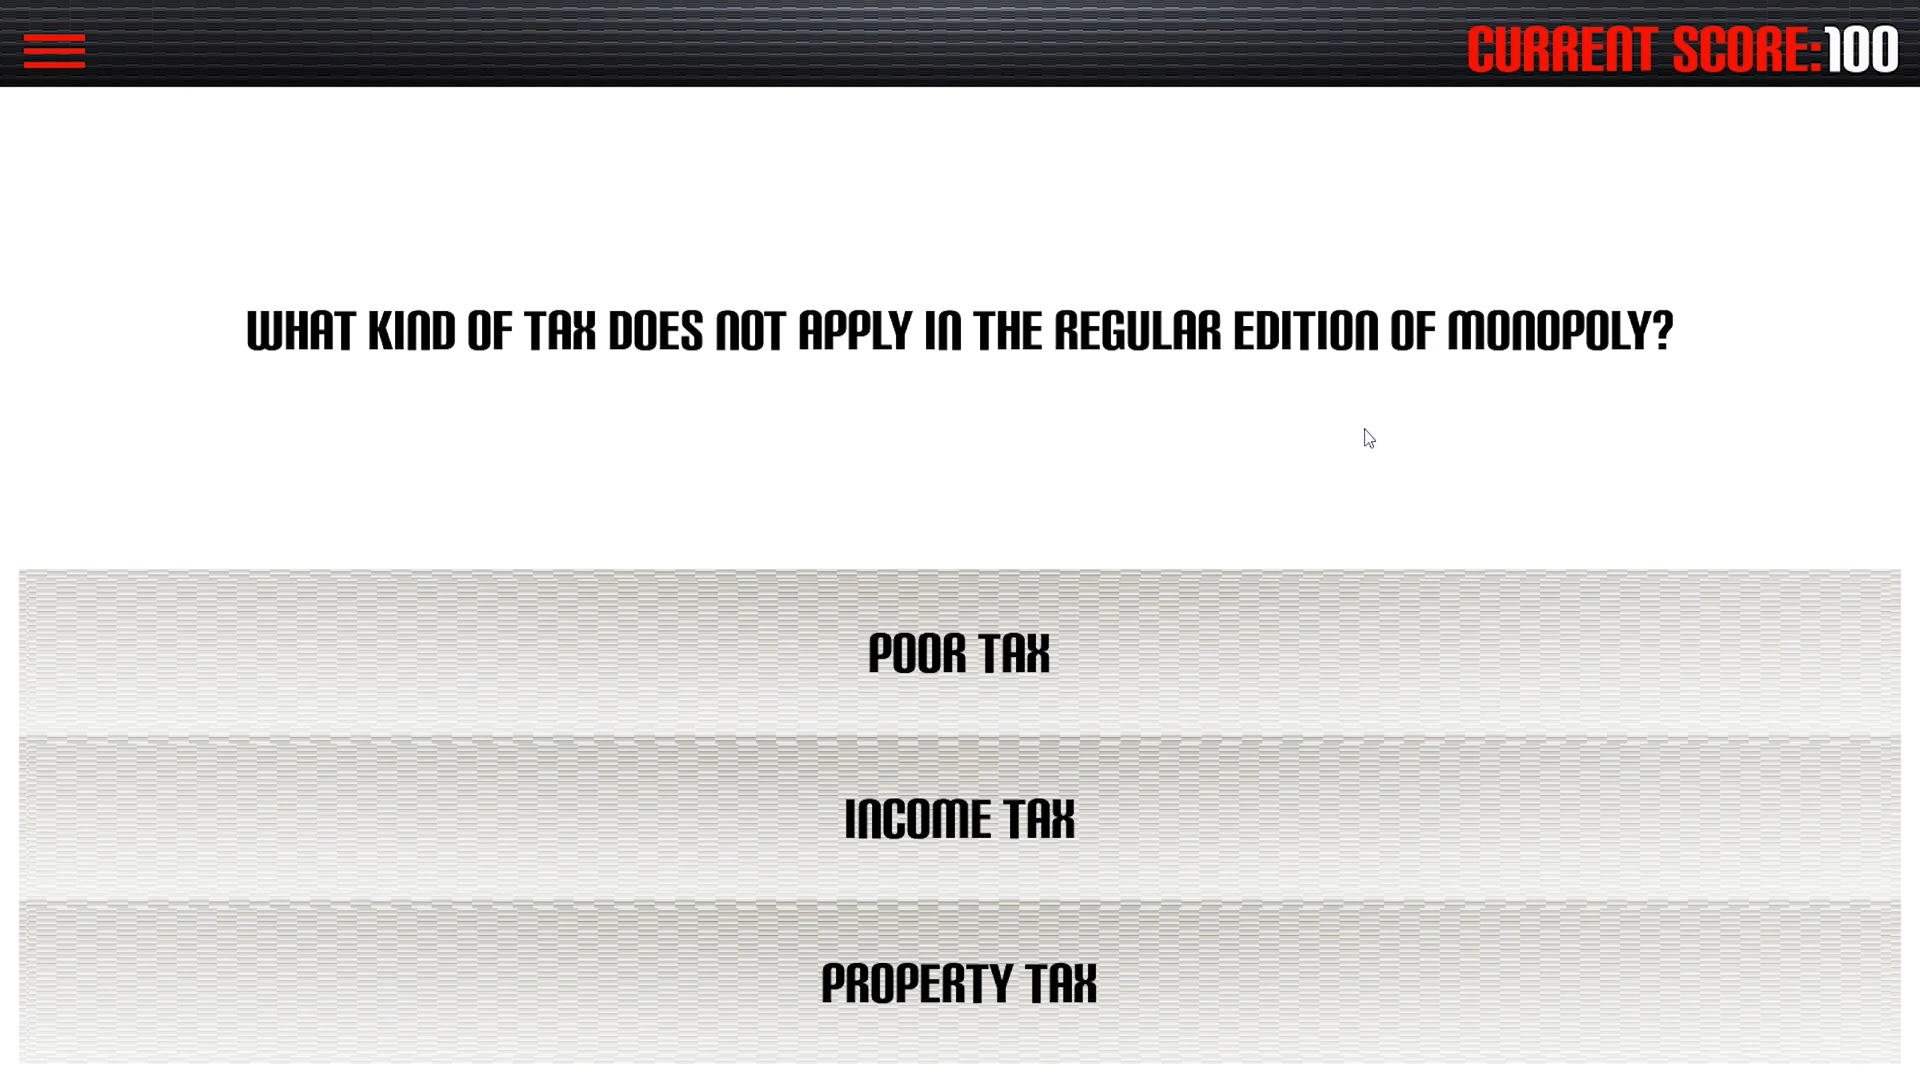 CURRENT SCORE:100
WHAT KIND OF TAX DOES NOT APPLY IN THE REGULAR EDITION OF MONOPOLY?
POOR TAX
INCOME TAX
PROPERTY TAX